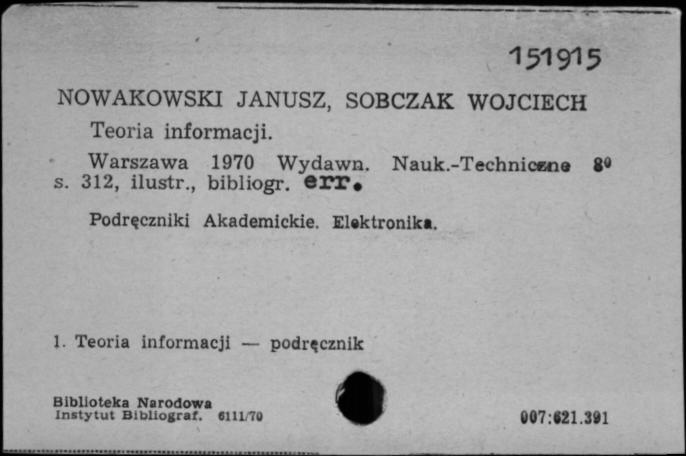 151915
NOWAKOWSKI JANUSZ, SOBCZAK WOJCIECH
Teoria informacji.
Warszawa 1970 Wydawn. Nauk.-Techniczne 8⁰
s. 312, ilustr., bibliogr. err.
Podręczniki Akademickie. Elektronika.
1. Teoria informacji — podręcznik
Biblioteka Narodowa
Instytut Bibliograf. 6111/70
007:621.391